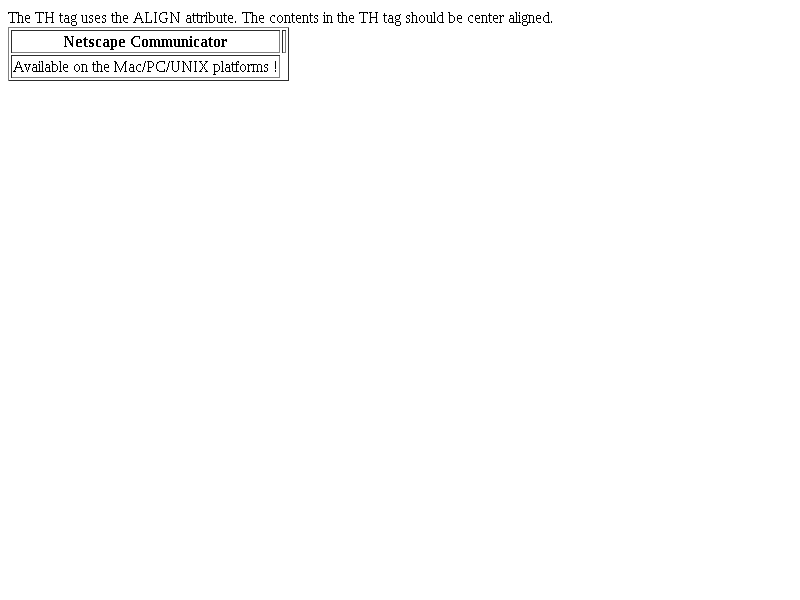 The TH tag uses the ALIGN attribute. The contents in the TH tag should be center aligned.
Netscape Communicator
Available on the Mac/PC/UNIX platforms !